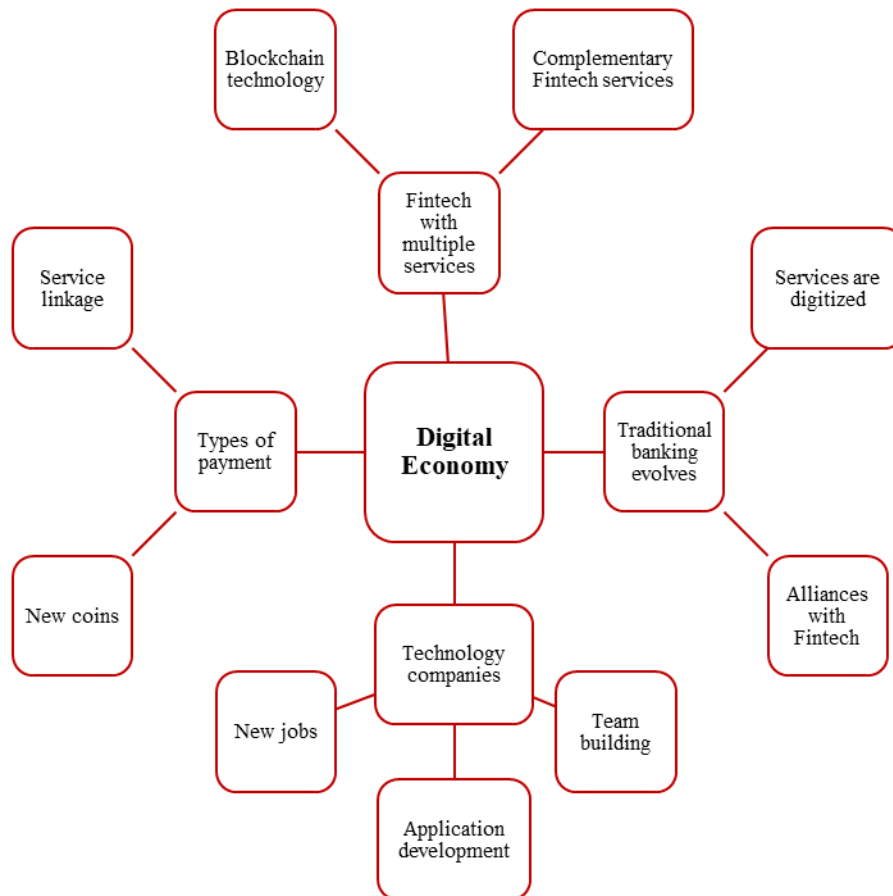 Blockchain
technology
Complementary
Fintech services
Fintech
with
multiple
services
Service
linkage
Services are
digitized
Types of
payment
Digital
Economy
Traditional
banking
evolves
New coins
Alliances
with
Fintech
Technology
companies
New jobs
Team
building
Application
development